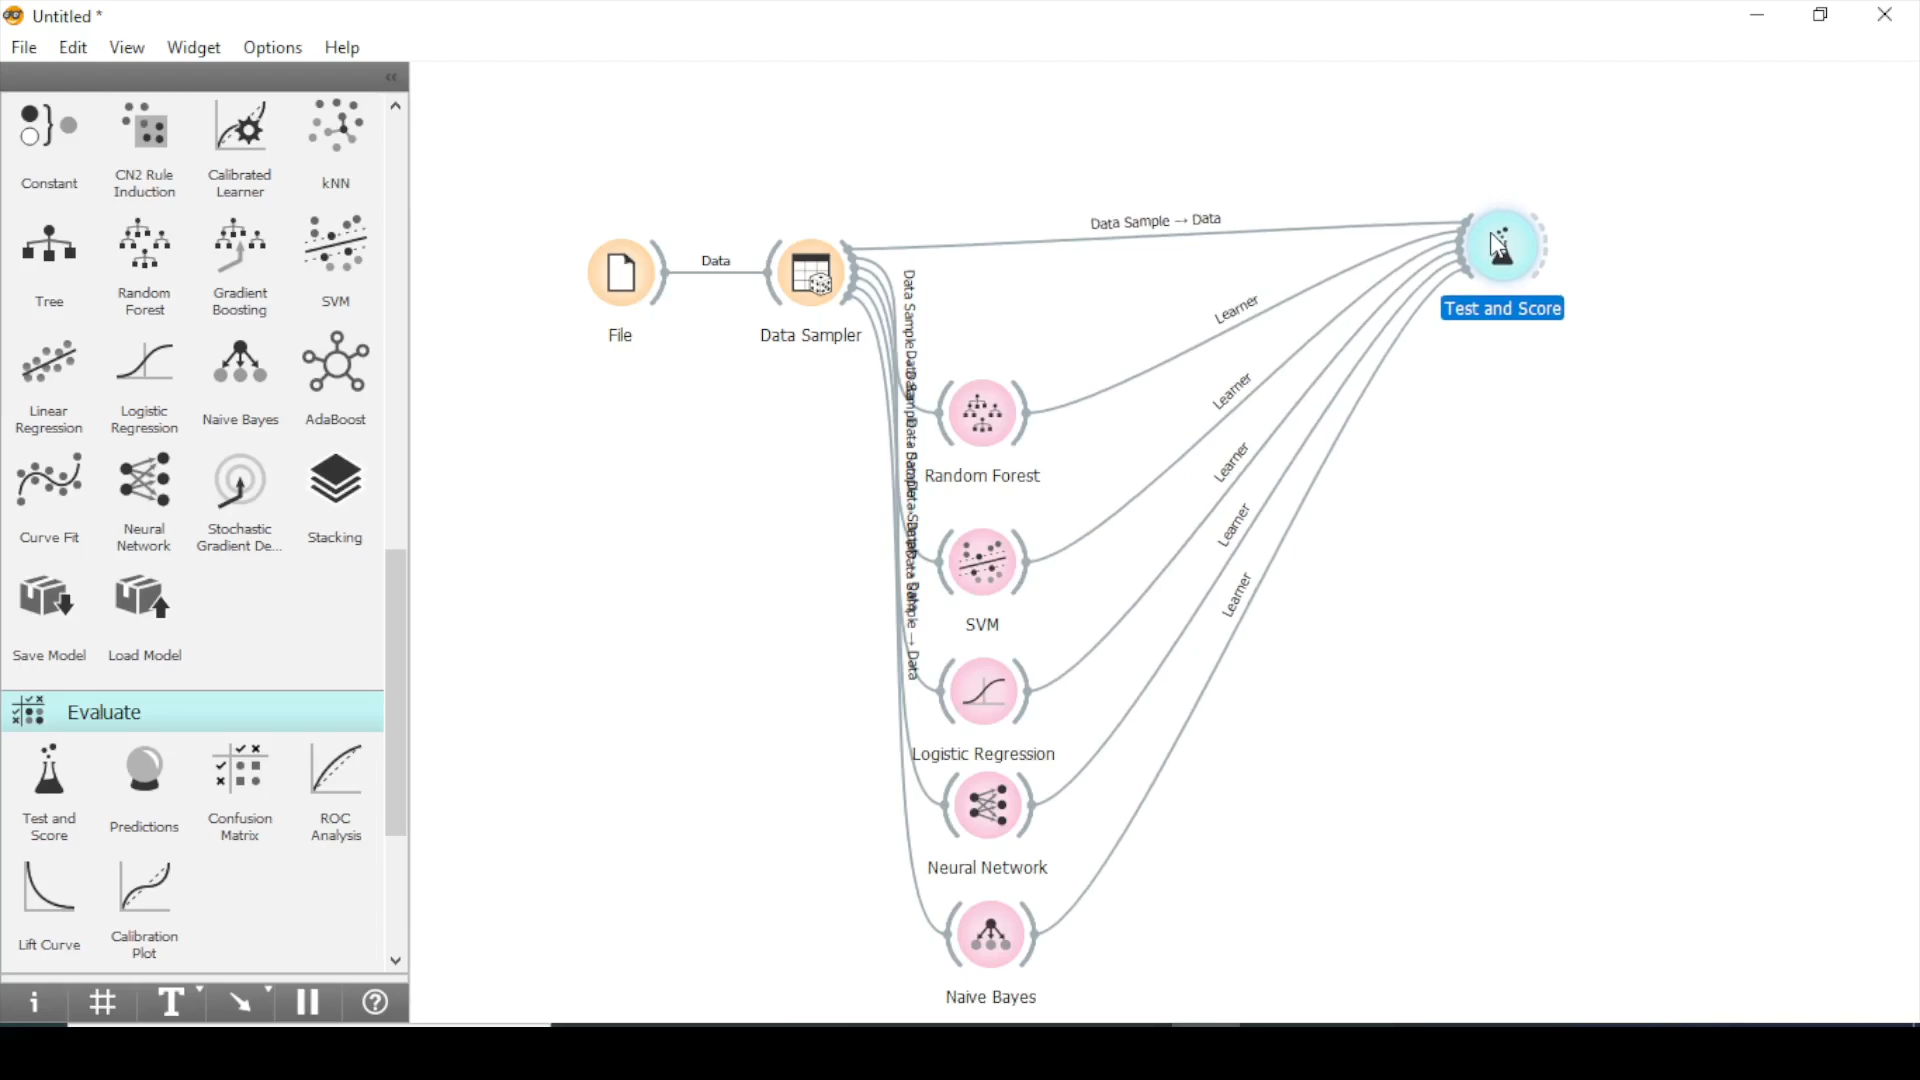 Untitled *
File Edit View Widget Options Help
Constant
CN2 Rule
Induction
Calibrated
Learner
kNN
Tree
Random
Forest
Gradient
Boosting
SVM
Linear
Regression
Logistic
Regression
Naive Bayes
AdaBoost
Curve Fit
Neural
Network
Stochastic
Gradient De...
Stacking
Save Model
Load Model
Evaluate
Test and
Score
Predictions
Confusion
Matrix
ROC
Analysis
Lift Curve
Calibration
Plot
File
Data
Data Sampler
Data Sample → Data
Test and Score
Learner
Learner
Learner
Learner
Learner
Random Forest
SVM
Logistic Regression
Neural Network
Naive Bayes